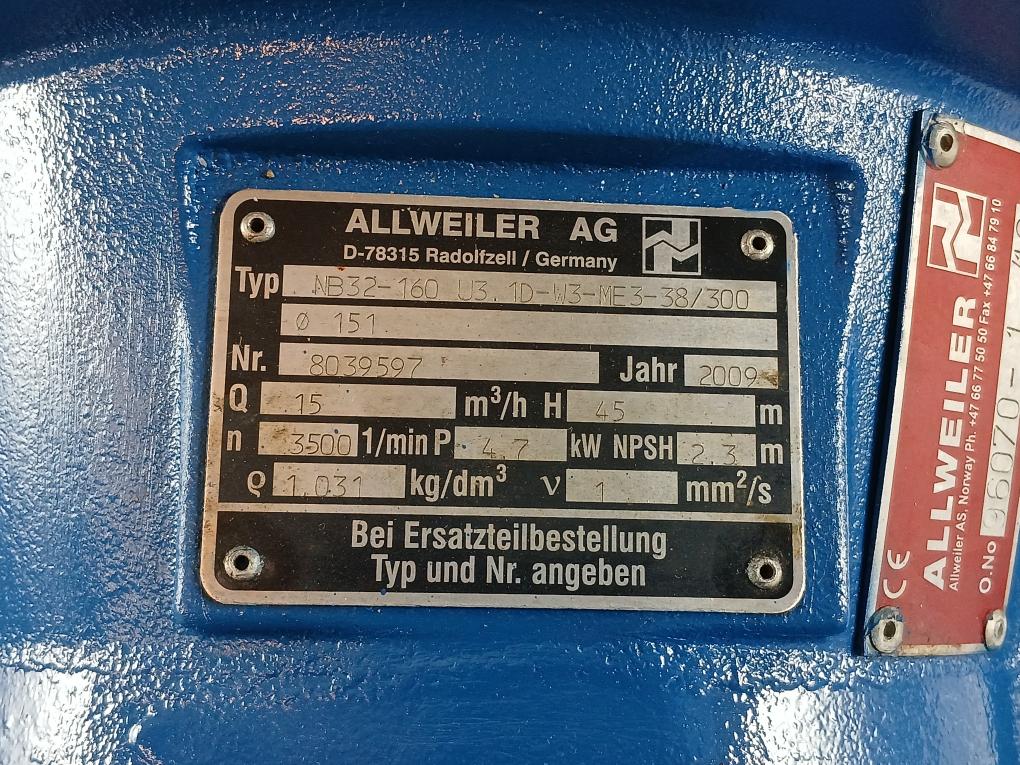 ALLWEILER AG
D-78315 Radolfzell / Germany
Typ NB32-160 U3.1D-W3-ME3-38/300
Ø 151
Nr. 8039597 Jahr 2009
Q 15 m³/h H 45 m
n 3500 1/min P 4,7 kW NPSH 2.3 m
ϱ 1,031 kg/dm³ ν 1 mm²/s
Bei Ersatzteilbestellung
Typ und Nr. angeben
CE
ALLWEILER
Allweiler AS, Norway Ph. +47 66 77 50 50 Fax +47 66 84 79 10
O.No 96070-1